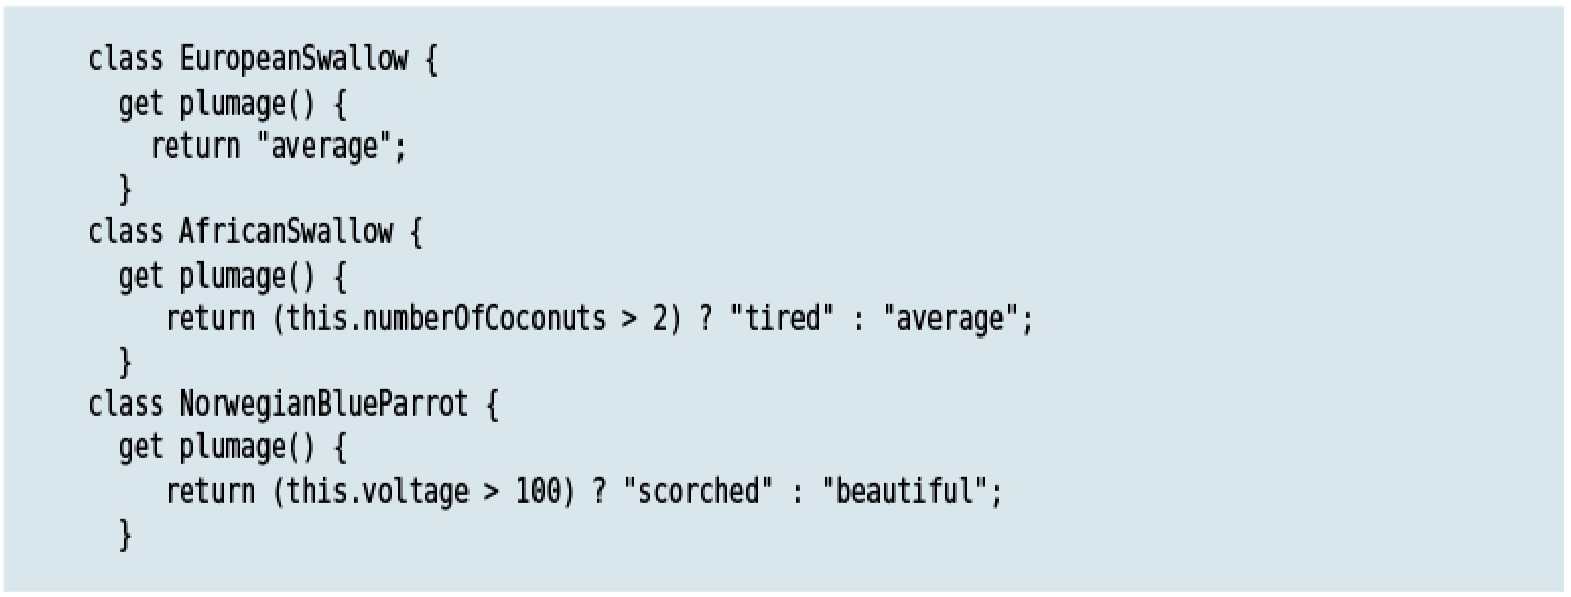 class EuropeanSwallow {
get plumage() {
return "average";
}
class AfricanSwallow {
get plumage() {
return (this.numberOfCoconuts > 2) ? "tired" : "average";
}
class NorwegianBlueParrot {
get plumage() {
return (this.voltage > 100) ? "scorched" : "beautiful";
}